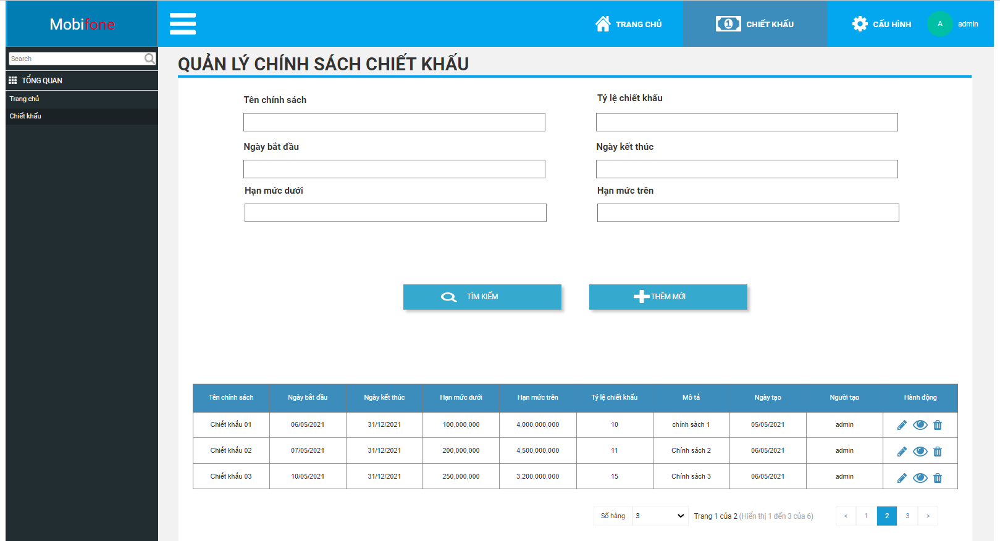 Mobifone
TRANG CHỦ
CHIẾT KHẤU
CẤU HÌNH
A
admin
Search
TỔNG QUAN
Trang chủ
Chiết khấu
QUẢN LÝ CHÍNH SÁCH CHIẾT KHẤU
Tên chính sách
Tỷ lệ chiết khấu
Ngày bắt đầu
Ngày kết thúc
Hạn mức dưới
Hạn mức trên
TÌM KIẾM
THÊM MỚI
Tên chính sách Ngày bắt đầu Ngày kết thúc Hạn mức dưới Hạn mức trên Tỷ lệ chiết khấu Mô tả Ngày tạo Người tạo Hành động
Chiết khấu 01 06/05/2021 31/12/2021 100,000,000 4,000,000,000 10 chính sách 1 05/05/2021 admin
Chiết khấu 02 07/05/2021 31/12/2021 200,000,000 4,500,000,000 11 Chính sách 2 06/05/2021 admin
Chiết khấu 03 10/05/2021 31/12/2021 250,000,000 3,200,000,000 15 Chính sách 3 06/05/2021 admin
Số hàng 3 Trang 1 của 2 (Hiển thị 1 đến 3 của 6) < 1 2 3 >